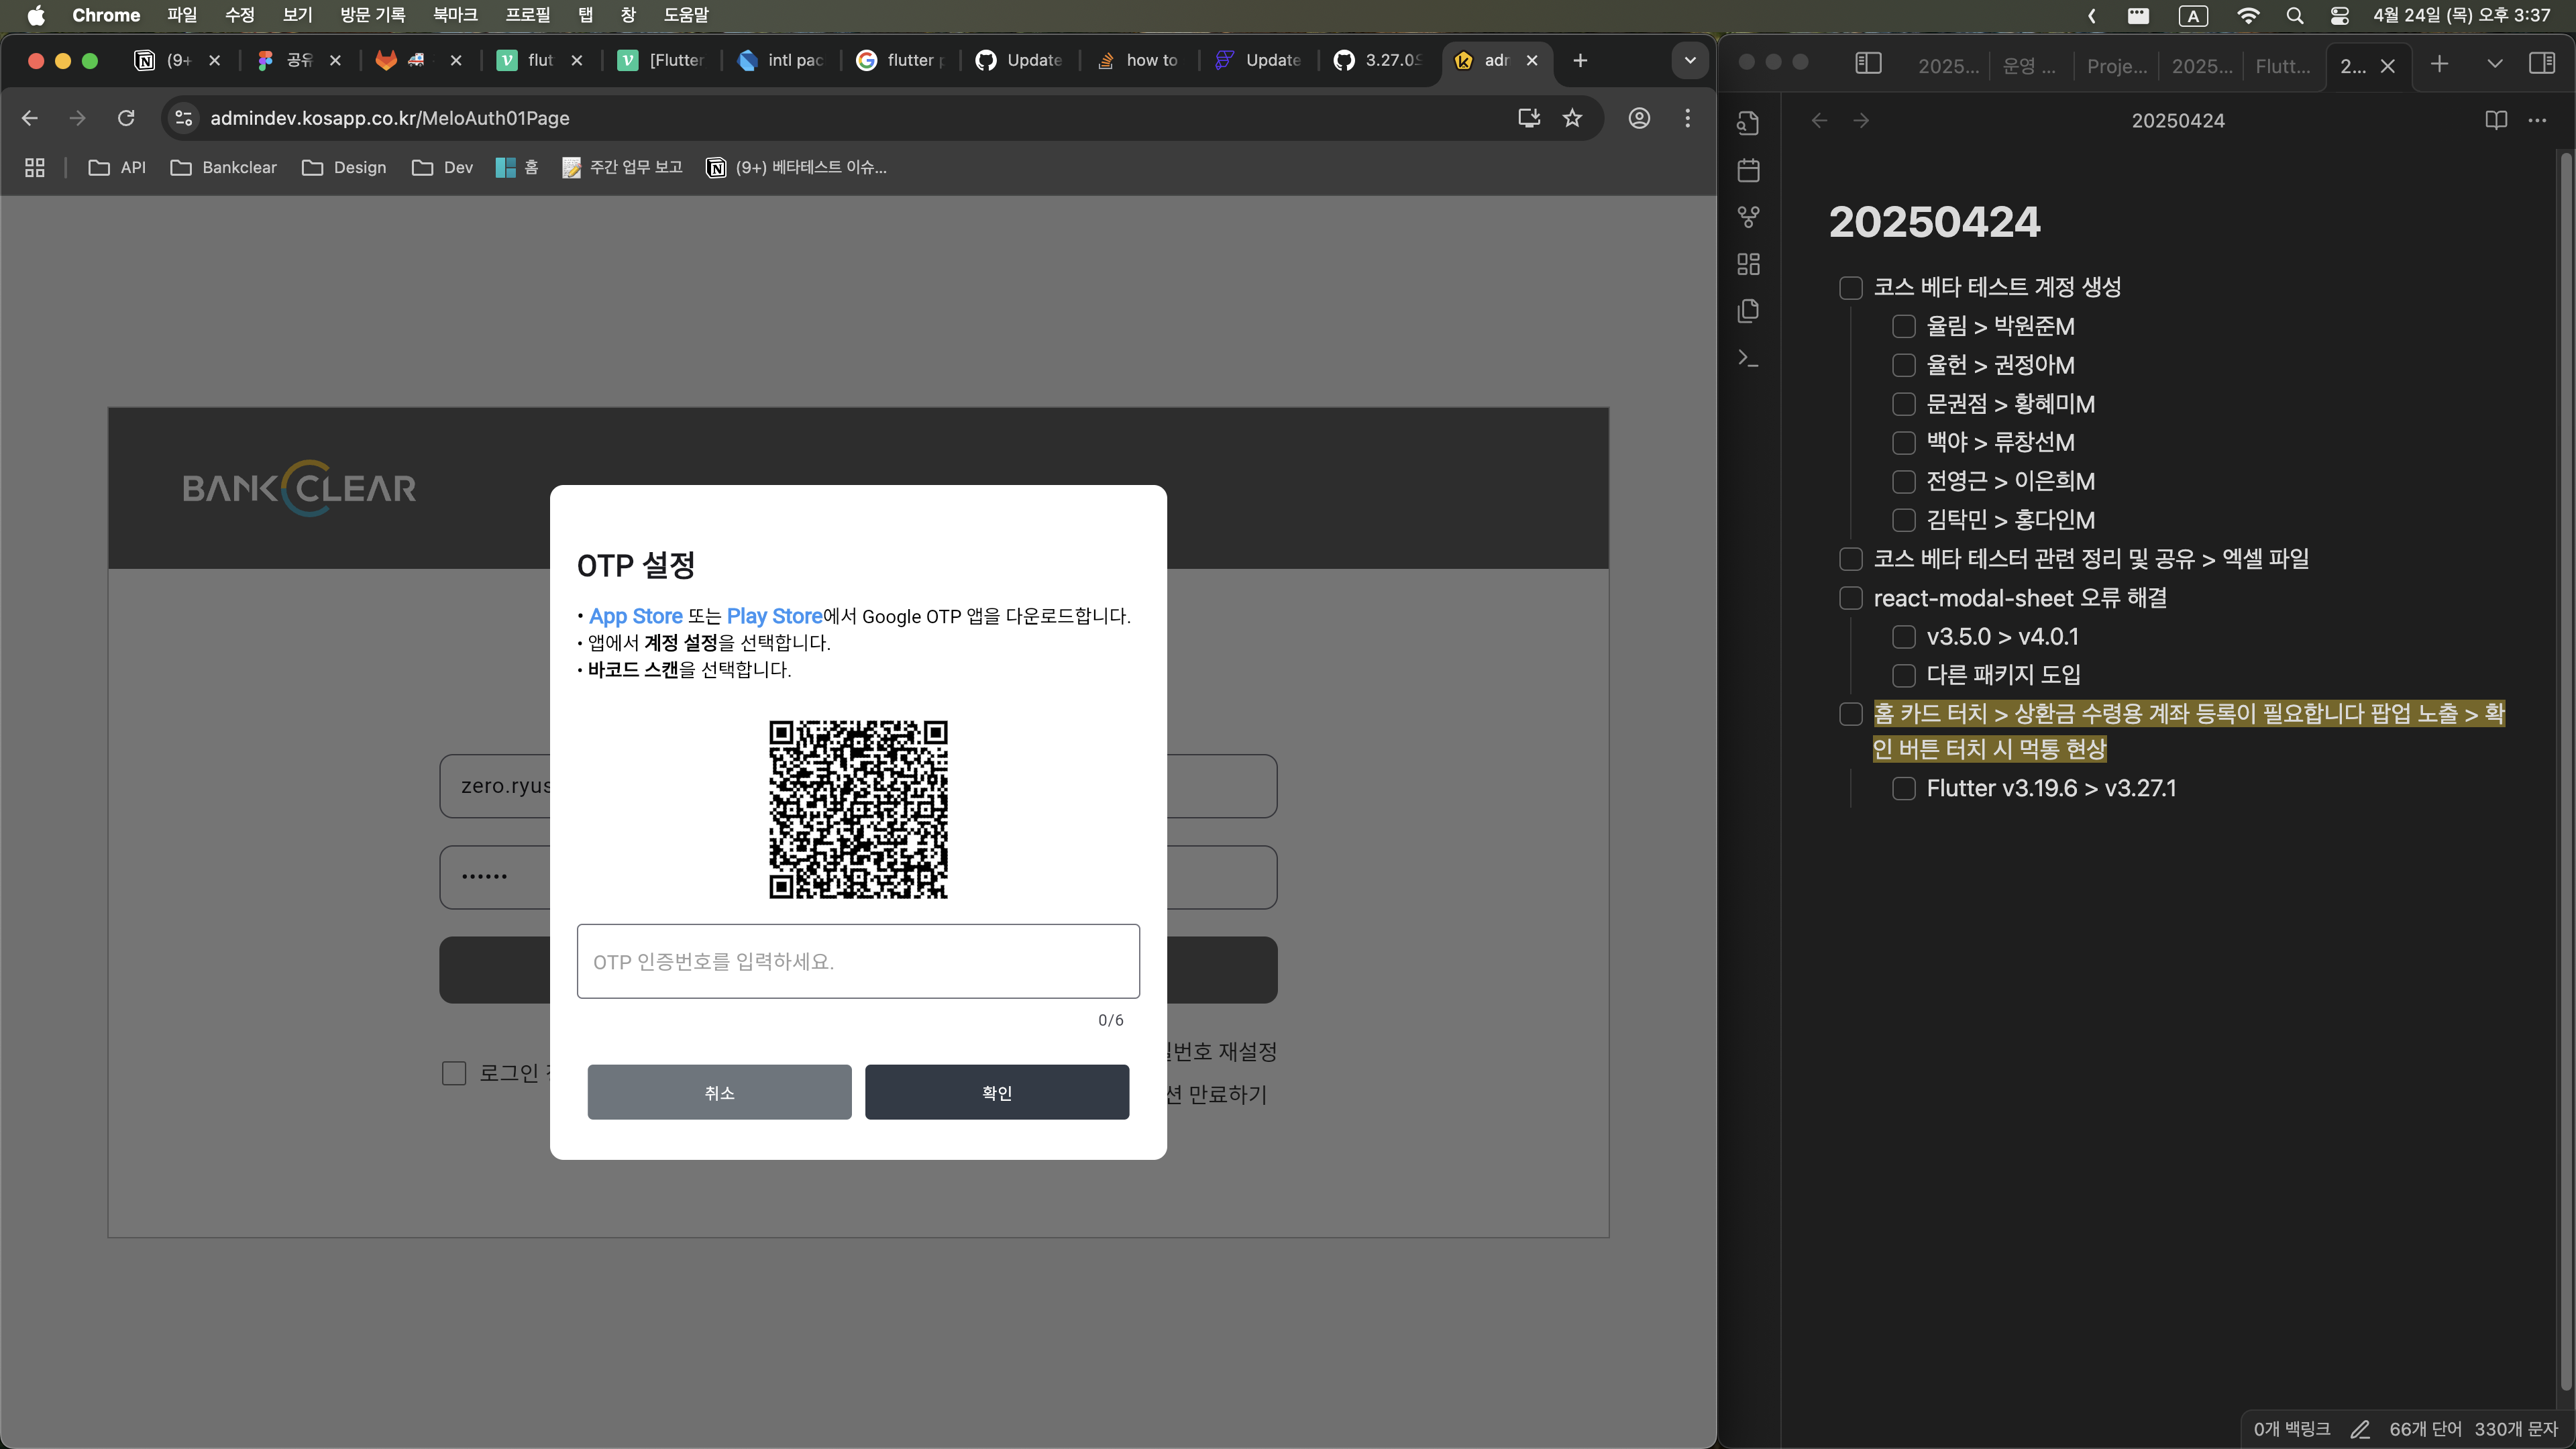 Chrome 파일 수정 보기 방문 기록 북마크 프로필 탭 창 도움말
A 4월 24일 (목) 오후 3:37
(9+ 공유 flut [Flutter intl pac flutter p Update how to Update 3.27.0 adr
admindev.kosapp.co.kr/MeloAuth01Page
API Bankclear Design Dev 홈 주간 업무 보고 (9+) 베타테스트 이슈...
BANKCLEAR
OTP 설정
• App Store 또는 Play Store에서 Google OTP 앱을 다운로드합니다.
• 앱에서 계정 설정을 선택합니다.
• 바코드 스캔을 선택합니다.
zero.ryus
••••••
OTP 인증번호를 입력하세요.
0/6
로그인
번호 재설정
션 만료하기
취소 확인
2025... 운영 ... Proje... 2025... Flutt... 2...
20250424
20250424
코스 베타 테스트 계정 생성
율림 > 박원준M
율헌 > 권정아M
문권점 > 황혜미M
백야 > 류창선M
전영근 > 이은희M
김탁민 > 홍다인M
코스 베타 테스터 관련 정리 및 공유 > 엑셀 파일
react-modal-sheet 오류 해결
v3.5.0 > v4.0.1
다른 패키지 도입
홈 카드 터치 > 상환금 수령용 계좌 등록이 필요합니다 팝업 노출 > 확
인 버튼 터치 시 먹통 현상
Flutter v3.19.6 > v3.27.1
0개 백링크 66개 단어 330개 문자